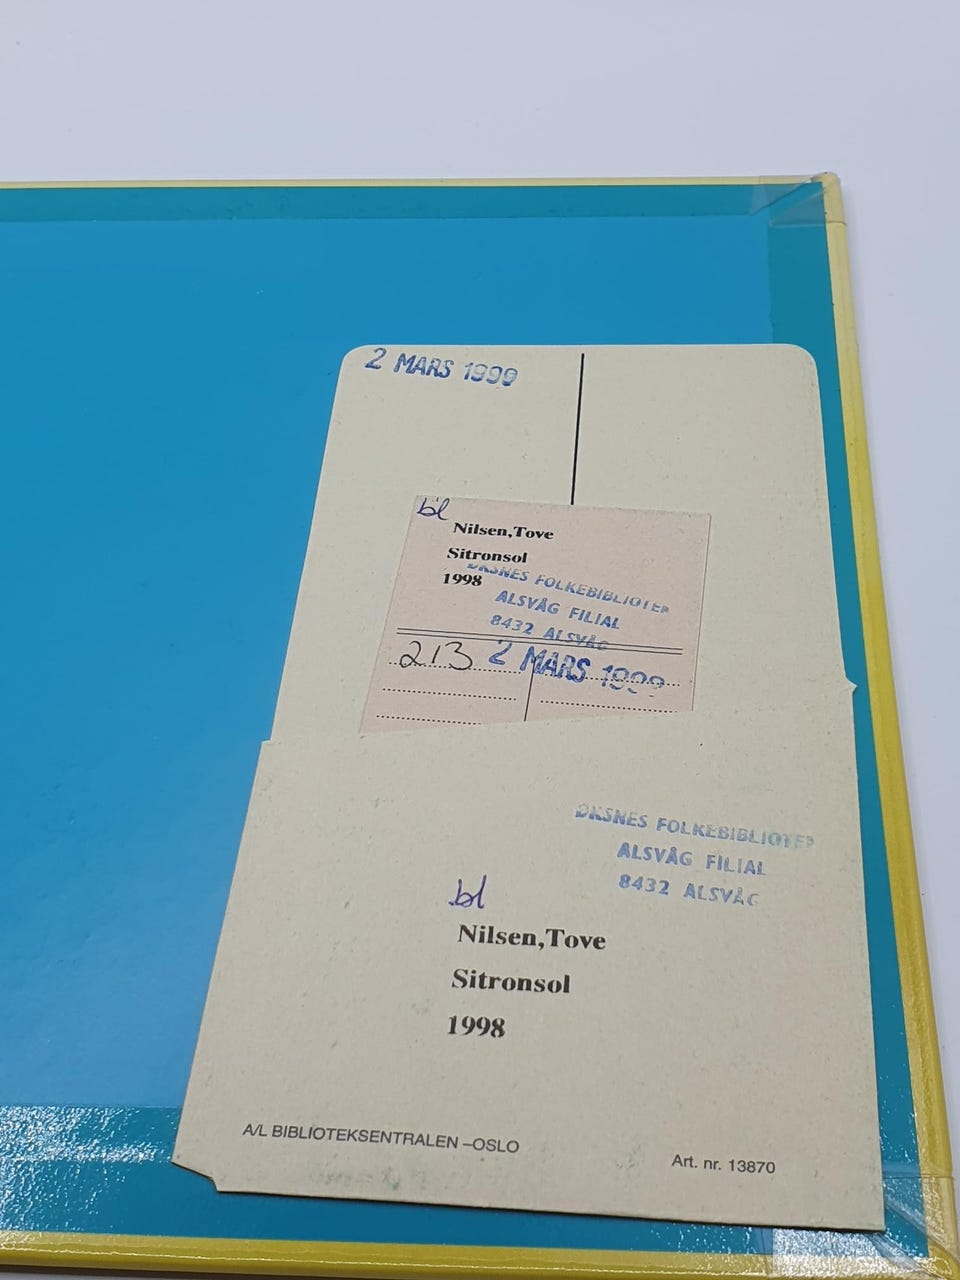 2 MARS 1999
bl
Nilsen,Tove
Sitronsol
1998
ØKSNES FOLKEBIBLIOTEK
ALSVÅG FILIAL
8432 ALSVÅG
213 2 MARS 1999
ØKSNES FOLKEBIBLIOTEK
ALSVÅG FILIAL
8432 ALSVÅG
bl
Nilsen,Tove
Sitronsol
1998
A/L BIBLIOTEKSENTRALEN –OSLO
Art. nr. 13870